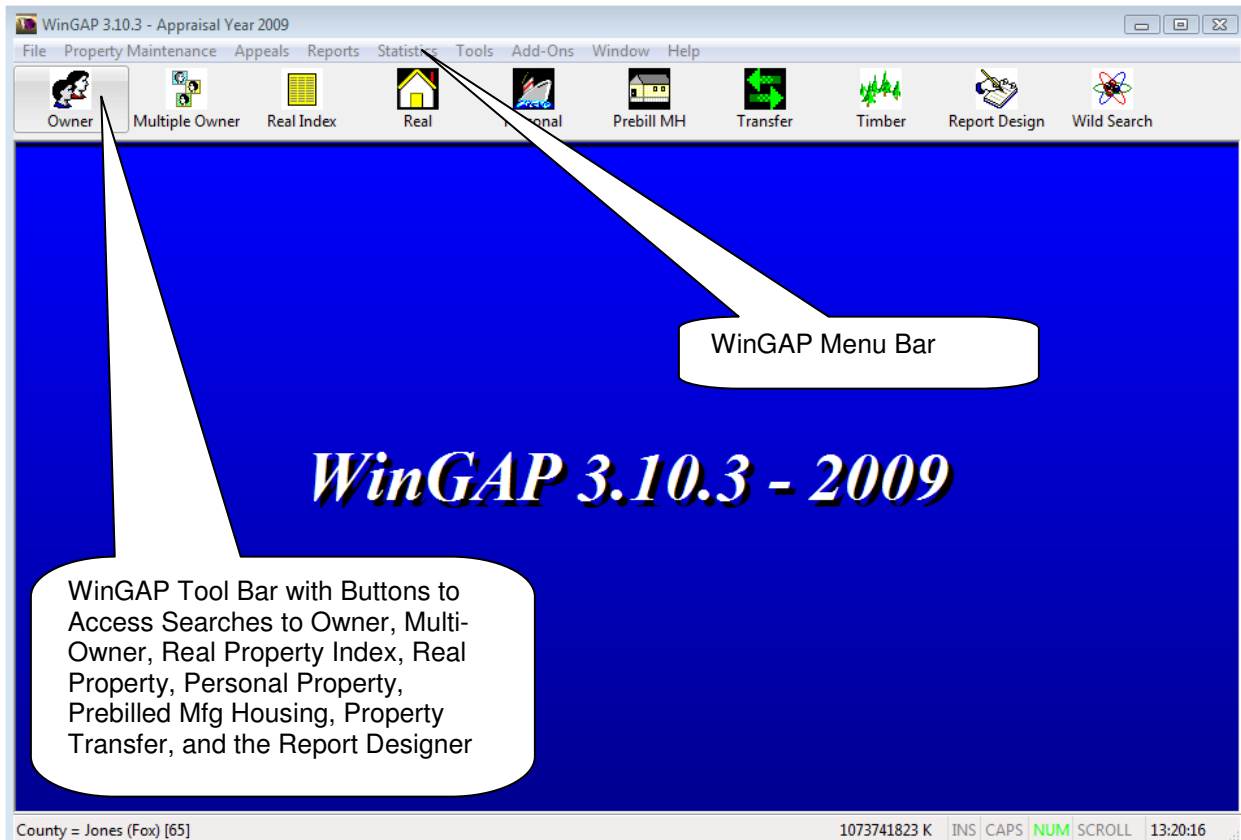 WinGAP 3.10.3 - Appraisal Year 2009
File Property Maintenance Appeals Reports Statistics Tools Add-Ons Window Help
Owner Multiple Owner Real Index Real Personal Prebill MH Transfer Timber Report Design Wild Search
WinGAP Menu Bar
WinGAP 3.10.3 - 2009
WinGAP Tool Bar with Buttons to
Access Searches to Owner, Multi-
Owner, Real Property Index, Real
Property, Personal Property,
Prebilled Mfg Housing, Property
Transfer, and the Report Designer
County = Jones (Fox) [65] 1073741823 K INS CAPS NUM SCROLL 13:20:16